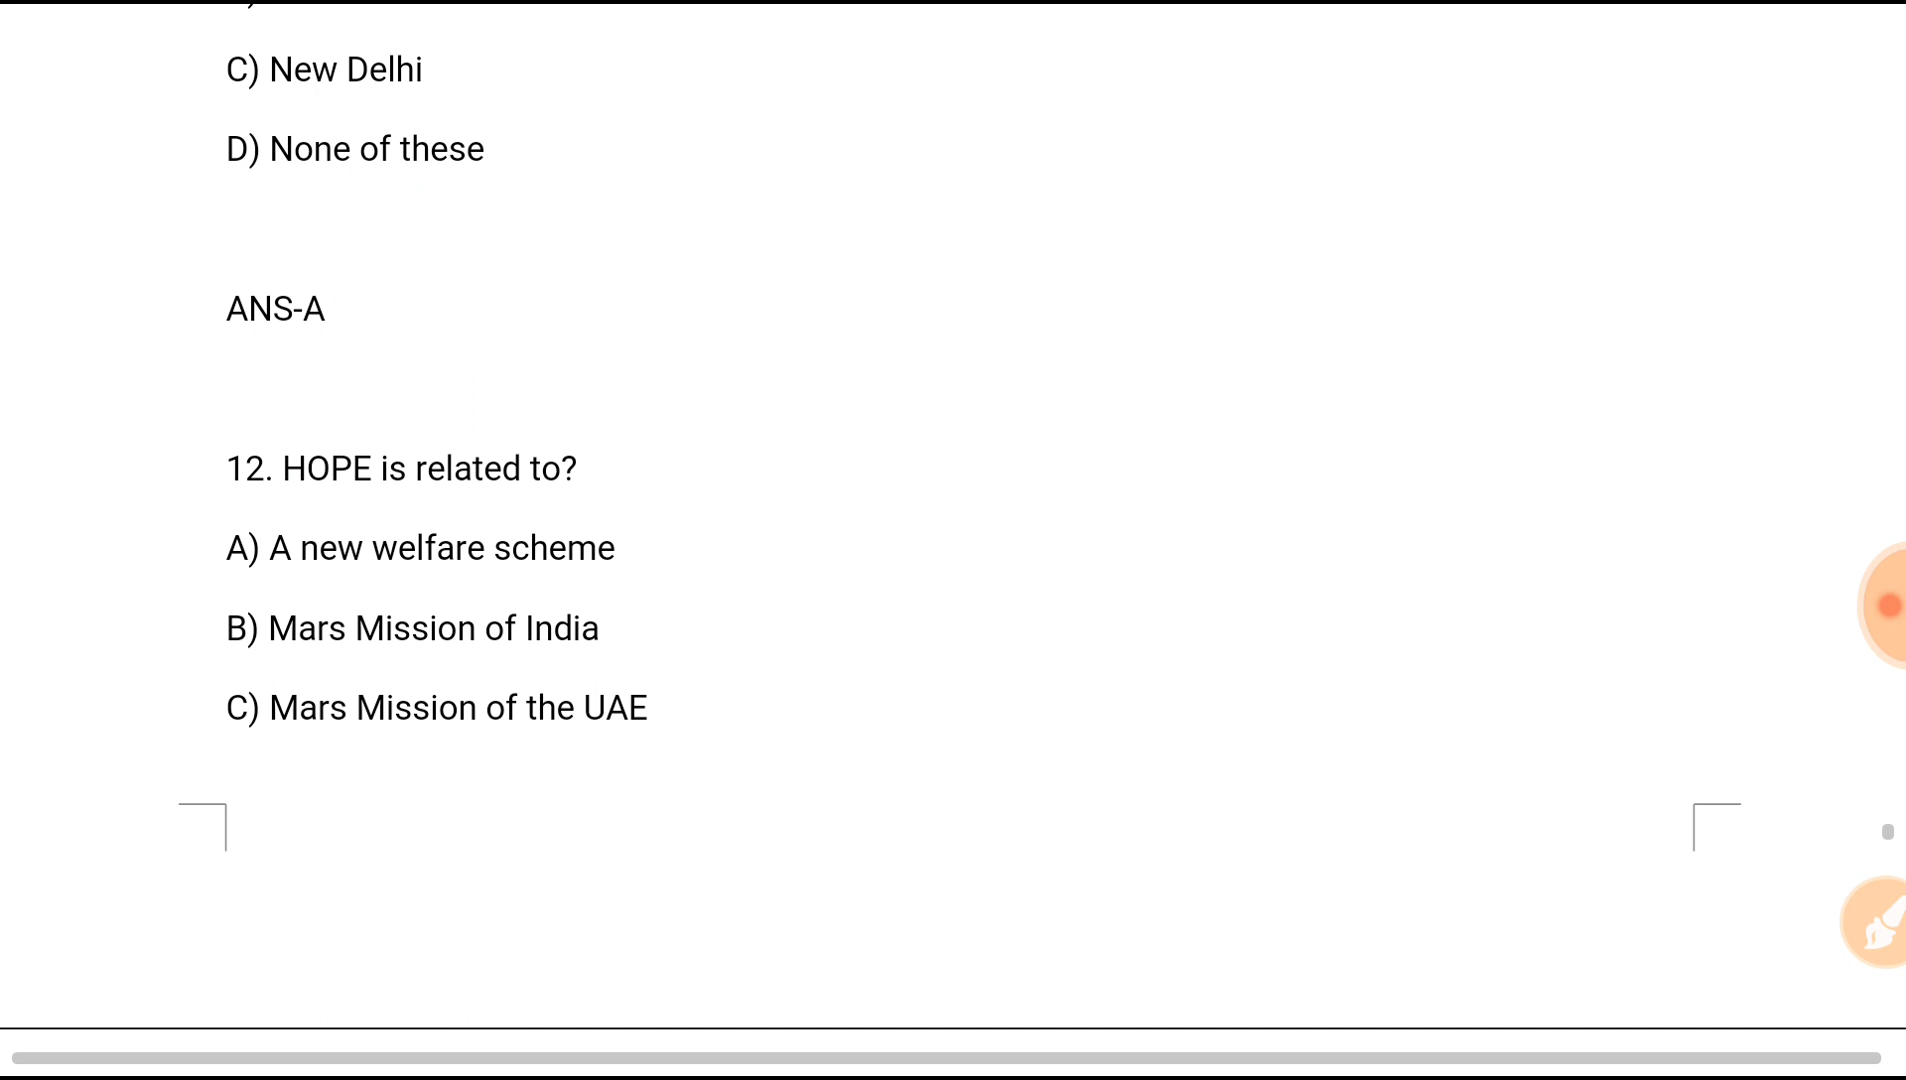 C) New Delhi
D) None of these
ANS-A
12. HOPE is related to?
A) A new welfare scheme
B) Mars Mission of India
C) Mars Mission of the UAE